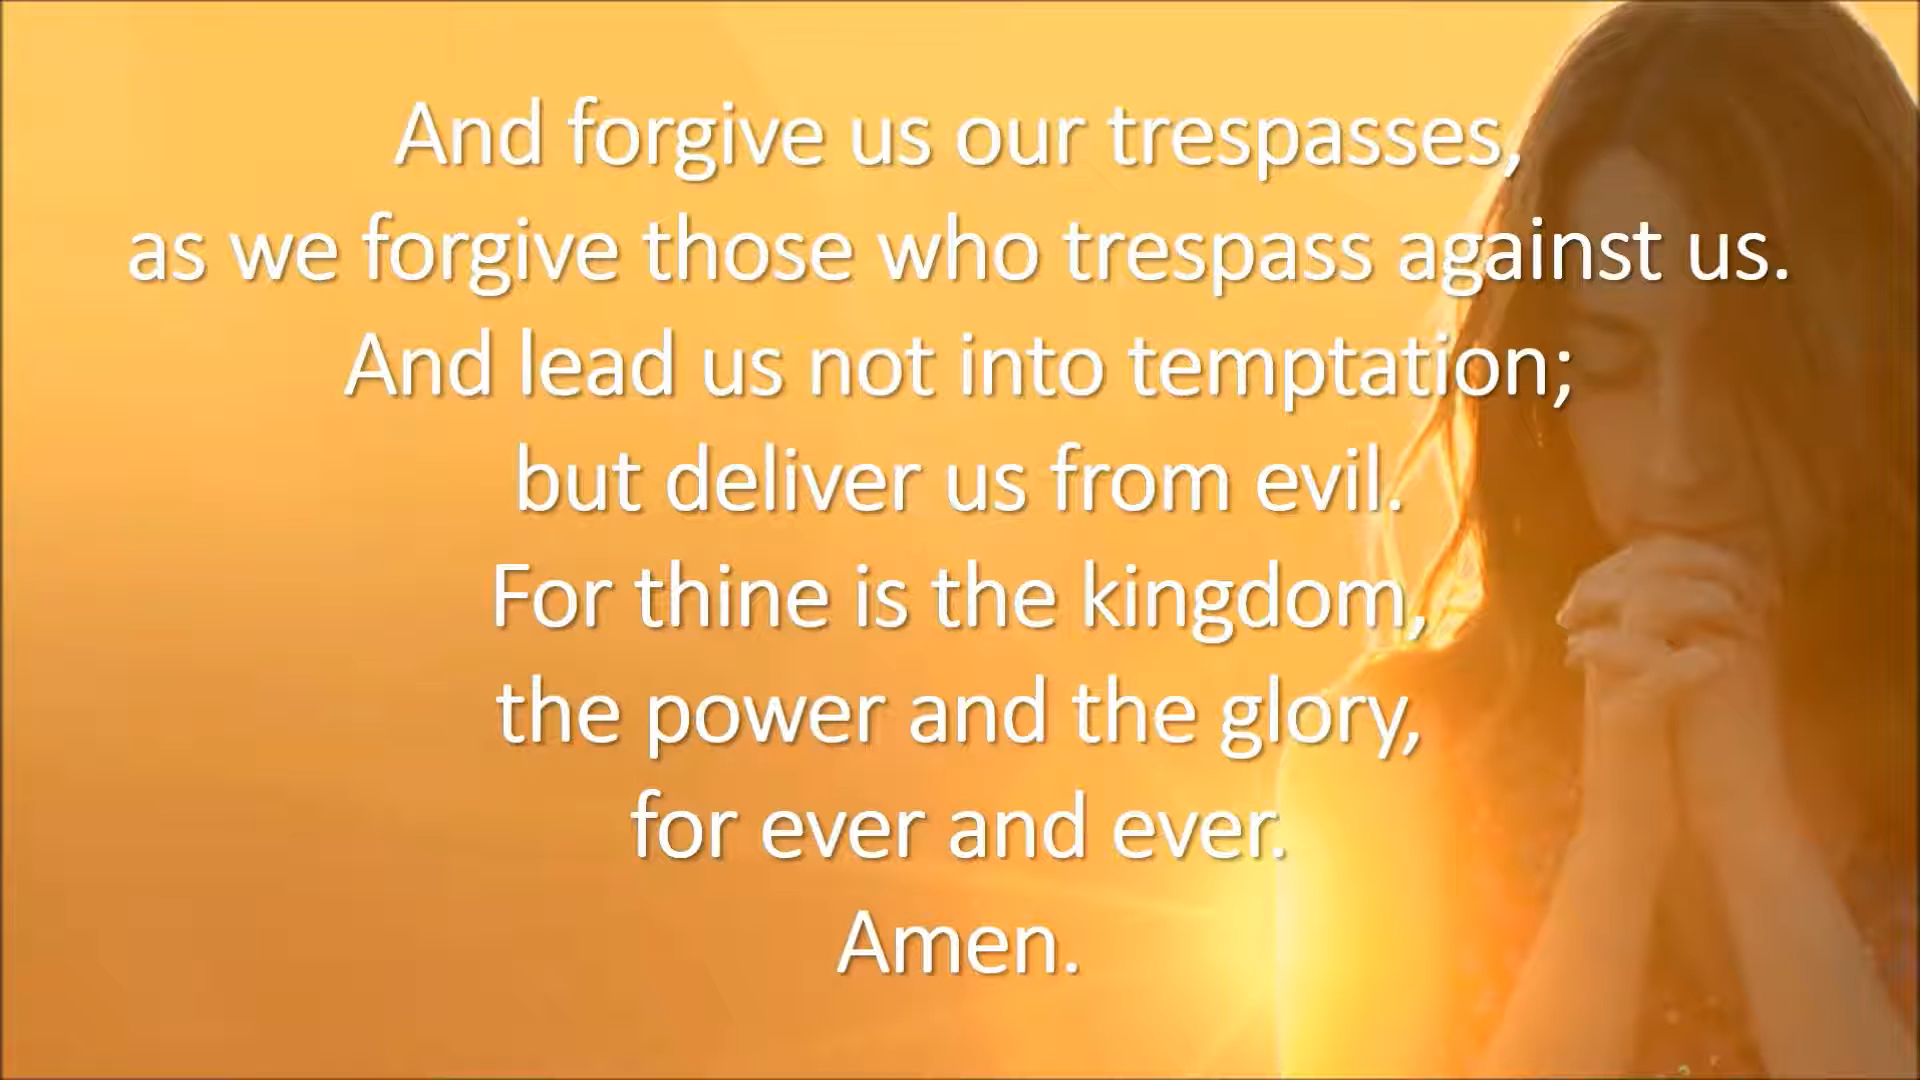 And forgive us our trespasses,
as we forgive those who trespass against us.
And lead us not into temptation;
but deliver us from evil.
For thine is the kingdom,
the power and the glory,
for ever and ever.
Amen.